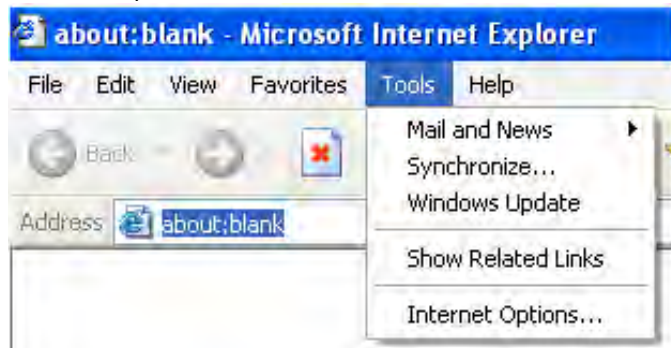 about:blank - Microsoft Internet Explorer
File Edit View Favorites Tools Help
Back
Mail and News
Synchronize...
Windows Update
Address about:blank
Show Related Links
Internet Options...